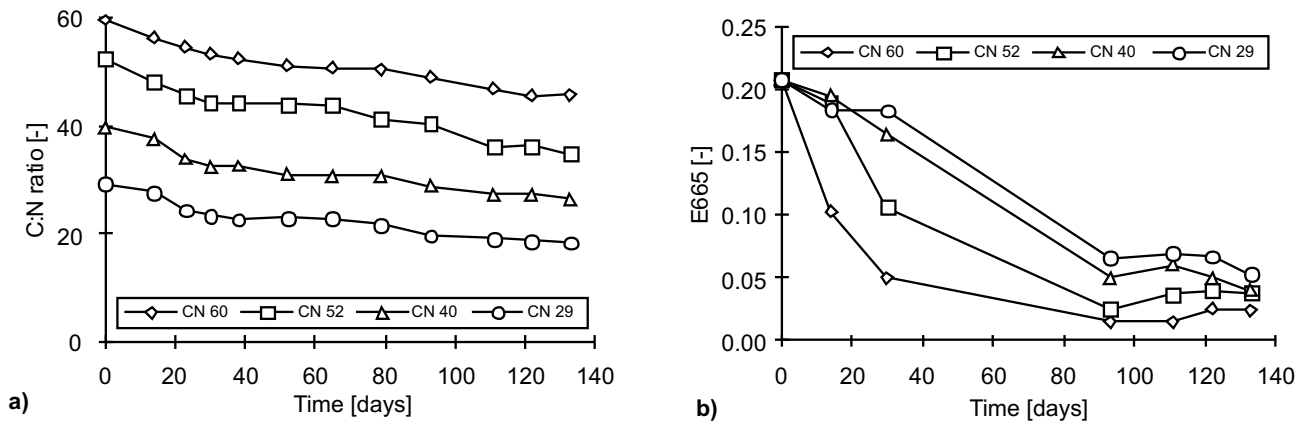 C:N ratio [-]
60
40
20
0
CN 60 CN 52 CN 40 CN 29
0 20 40 60 80 100 120 140
Time [days]
a)
E665 [-]
0.25
0.20
0.15
0.10
0.05
0.00
CN 60 CN 52 CN 40 CN 29
0 20 40 60 80 100 120 140
Time [days]
b)